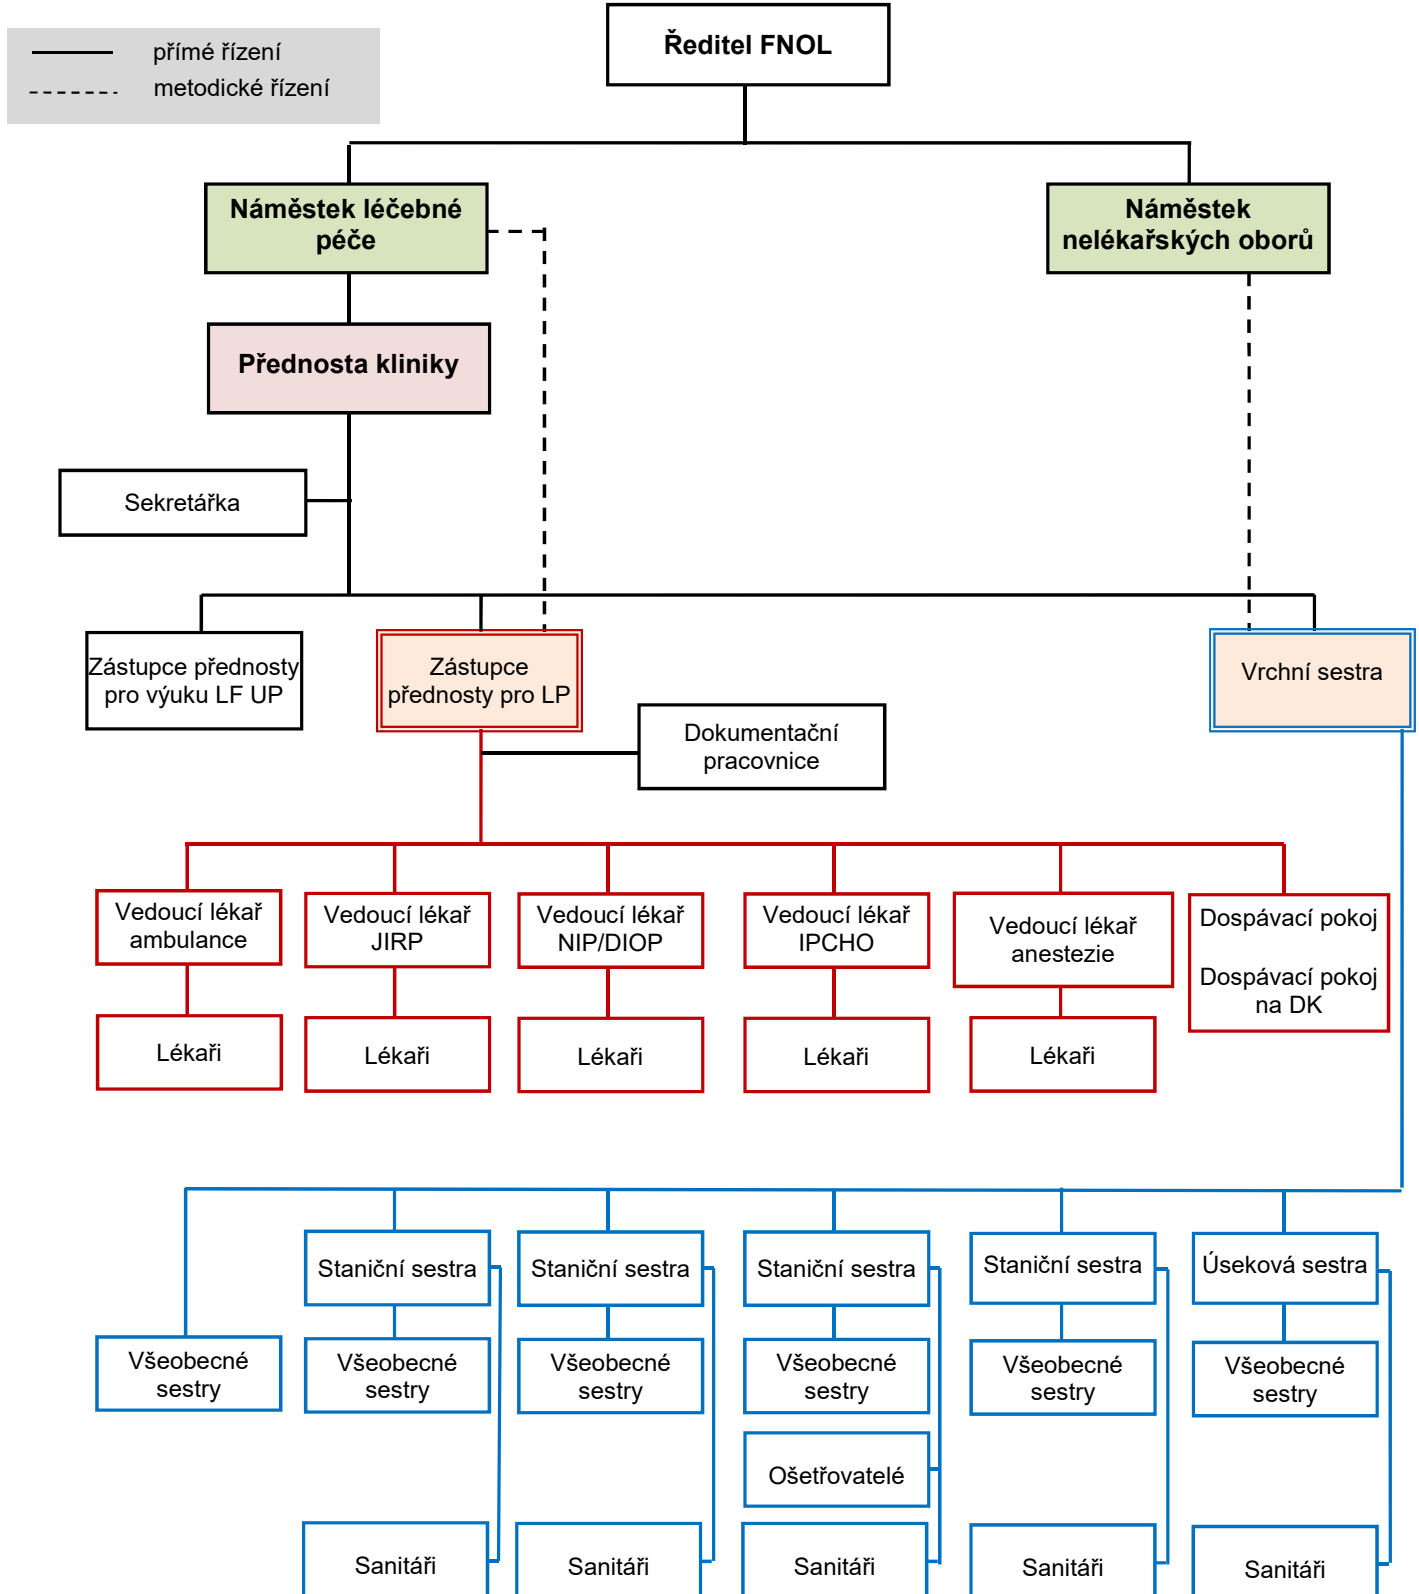 přímé řízení
metodické řízení
Ředitel FNOL
Náměstek léčebné
péče
Náměstek
nelékařských oborů
Přednosta kliniky
Sekretářka
Zástupce přednosty
pro výuku LF UP
Zástupce
přednosty pro LP
Vrchní sestra
Dokumentační
pracovnice
Vedoucí lékař
ambulance
Vedoucí lékař
JIRP
Vedoucí lékař
NIP/DIOP
Vedoucí lékař
IPCHO
Vedoucí lékař
anestezie
Dospávací pokoj
Dospávací pokoj
na DK
Lékaři
Lékaři
Lékaři
Lékaři
Lékaři
Staniční sestra
Staniční sestra
Staniční sestra
Staniční sestra
Úseková sestra
Všeobecné
sestry
Všeobecné
sestry
Všeobecné
sestry
Všeobecné
sestry
Všeobecné
sestry
Všeobecné
sestry
Ošetřovatelé
Sanitáři
Sanitáři
Sanitáři
Sanitáři
Sanitáři